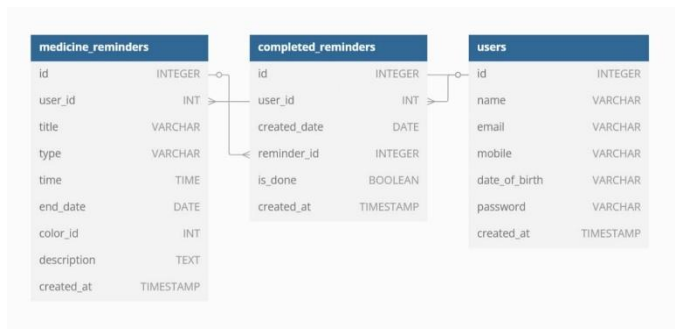 medicine_reminders
id INTEGER
user_id INT
title VARCHAR
type VARCHAR
time TIME
end_date DATE
color_id INT
description TEXT
created_at TIMESTAMP
completed_reminders
id INTEGER
user_id INT
created_date DATE
reminder_id INTEGER
is_done BOOLEAN
created_at TIMESTAMP
users
id INTEGER
name VARCHAR
email VARCHAR
mobile VARCHAR
date_of_birth VARCHAR
password VARCHAR
created_at TIMESTAMP